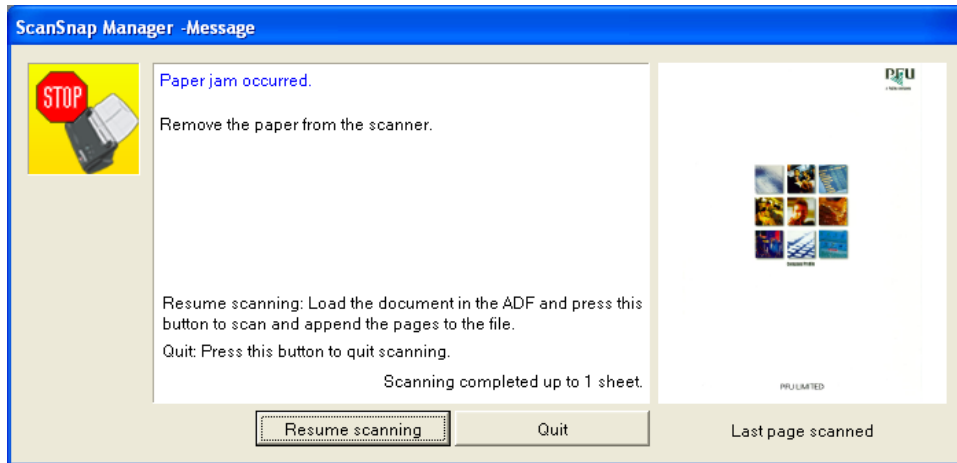 ScanSnap Manager -Message
STOP
Paper jam occurred.
Remove the paper from the scanner.
Resume scanning: Load the document in the ADF and press this
button to scan and append the pages to the file.
Quit: Press this button to quit scanning.
Scanning completed up to 1 sheet.
PFU
PFU LIMITED
Resume scanning
Quit
Last page scanned